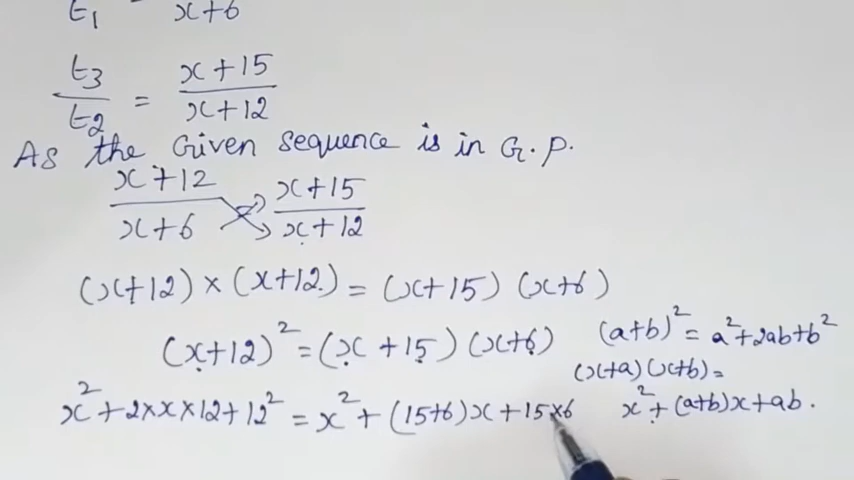 t₁ = x+6
t₃/t₂ = (x+15)/(x+12)
As the Given sequence is in G.P.
(x+12)/(x+6) (x+15)/(x+12)
(x+12)×(x+12) = (x+15) (x+6)
(x+12)² = (x+15) (x+6)
(a+b)² = a²+2ab+b²
(x+a)(x+b) =
x²+(a+b)x+ab.
x²+2×x×12+12² = x²+(15+6)x+15×6